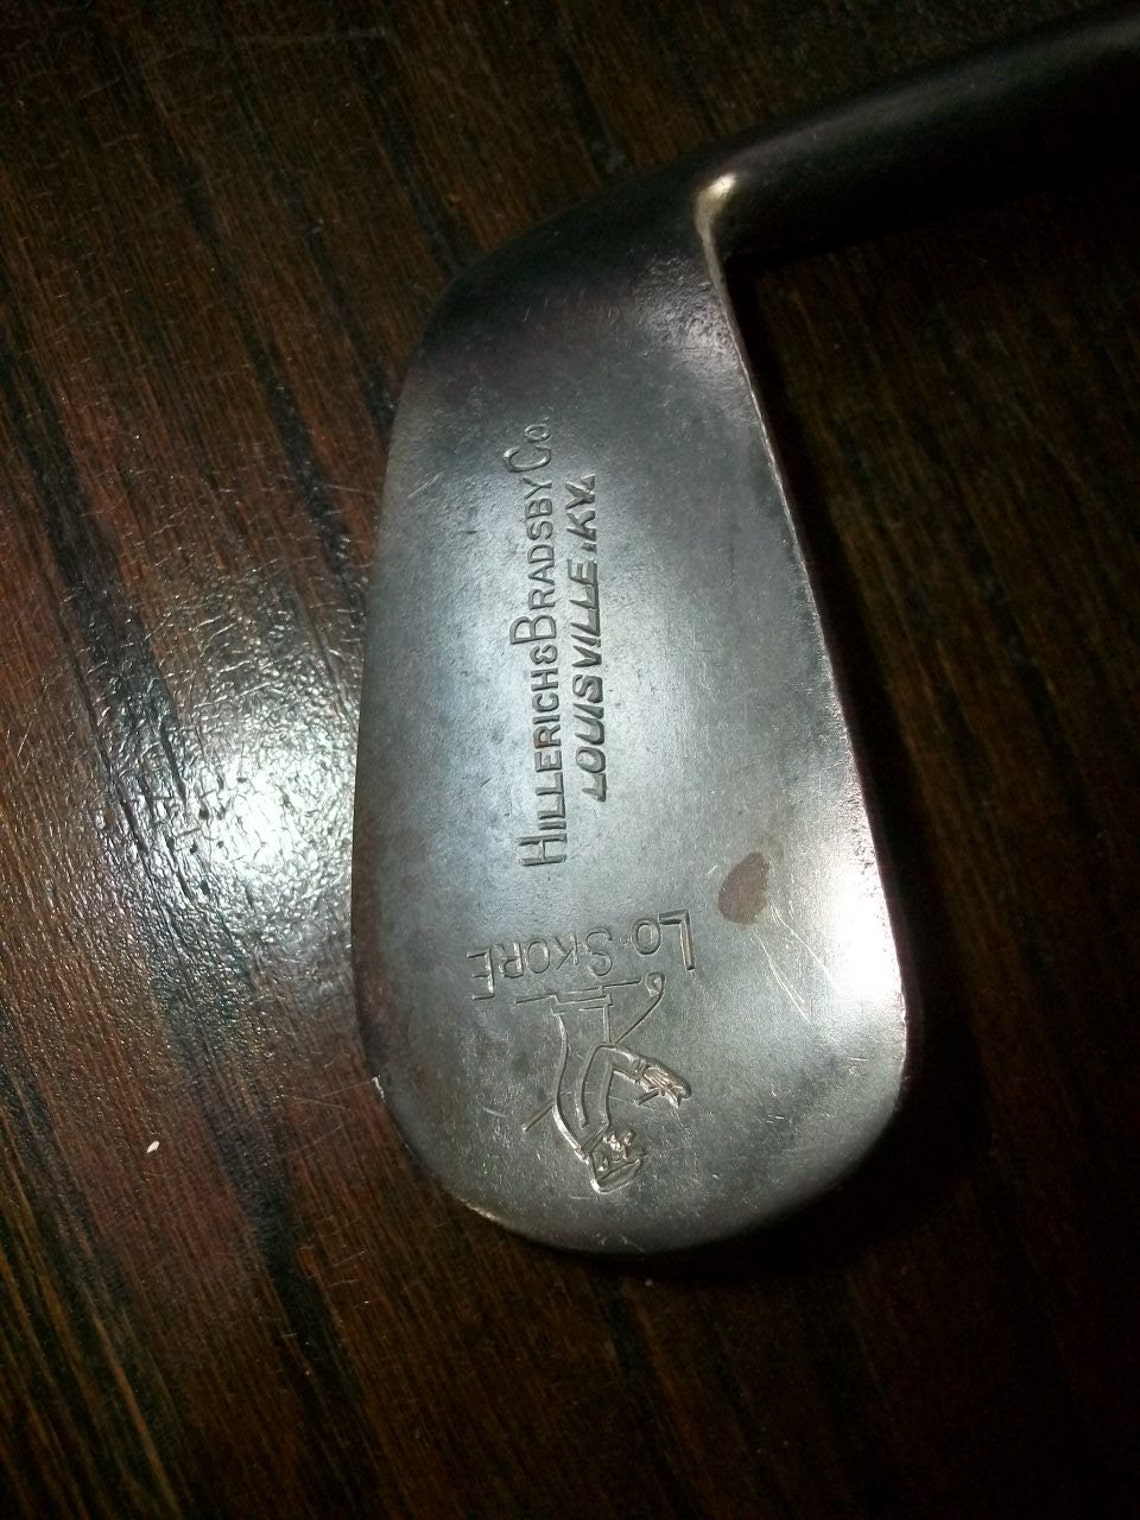 HILLERICH & BRADSBY CO.
LOUISVILLE, KY.
LO-SKORE